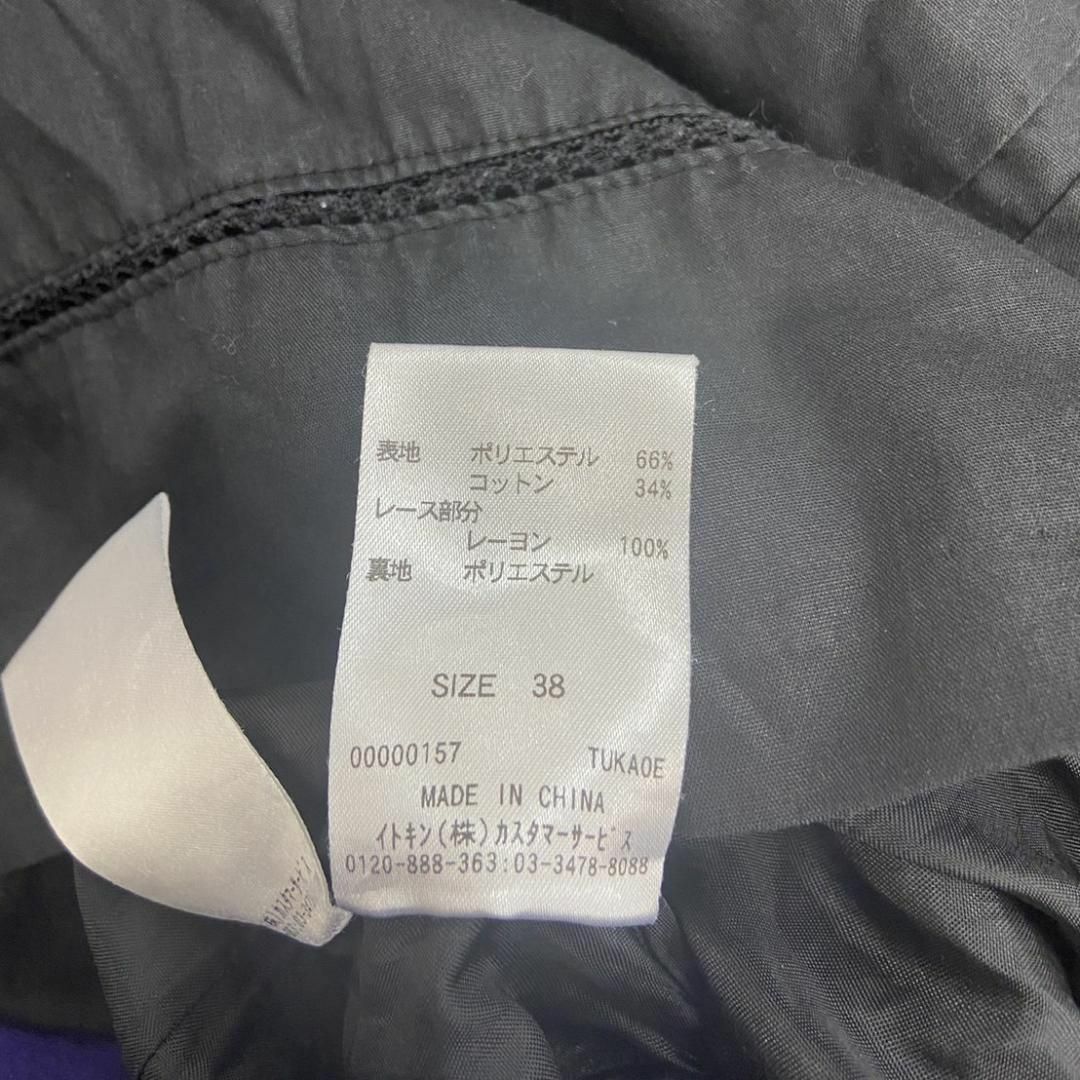 表地 ポリエステル 66%
コットン 34%
レース部分
レーヨン 100%
裏地 ポリエステル
SIZE 38
00000157 TUKAOE
MADE IN CHINA
イトキン(株)カスタマーサービス
0120-888-363:03-3478-8088